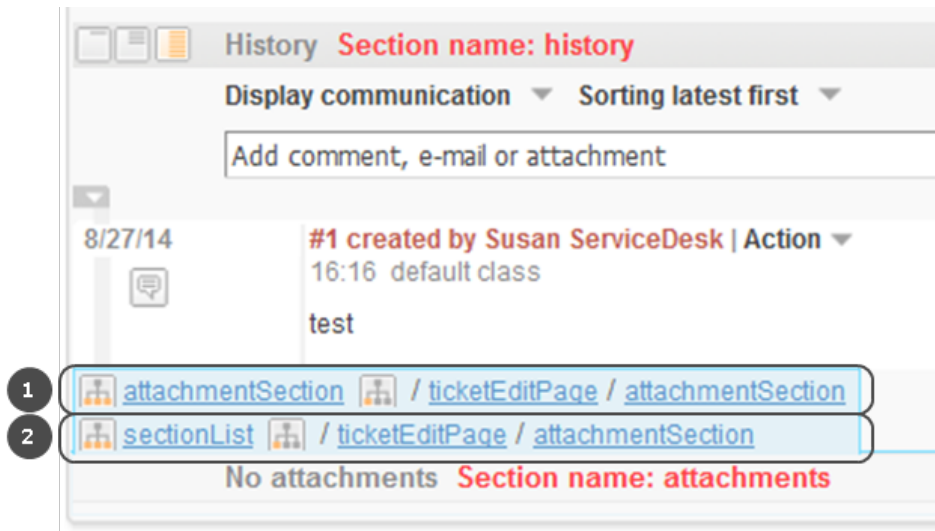 History Section name: history
Display communication Sorting latest first
Add comment, e-mail or attachment
8/27/14 #1 created by Susan ServiceDesk | Action
16:16 default class
test
1 attachmentSection / ticketEditPage / attachmentSection
2 sectionList / ticketEditPage / attachmentSection
No attachments Section name: attachments